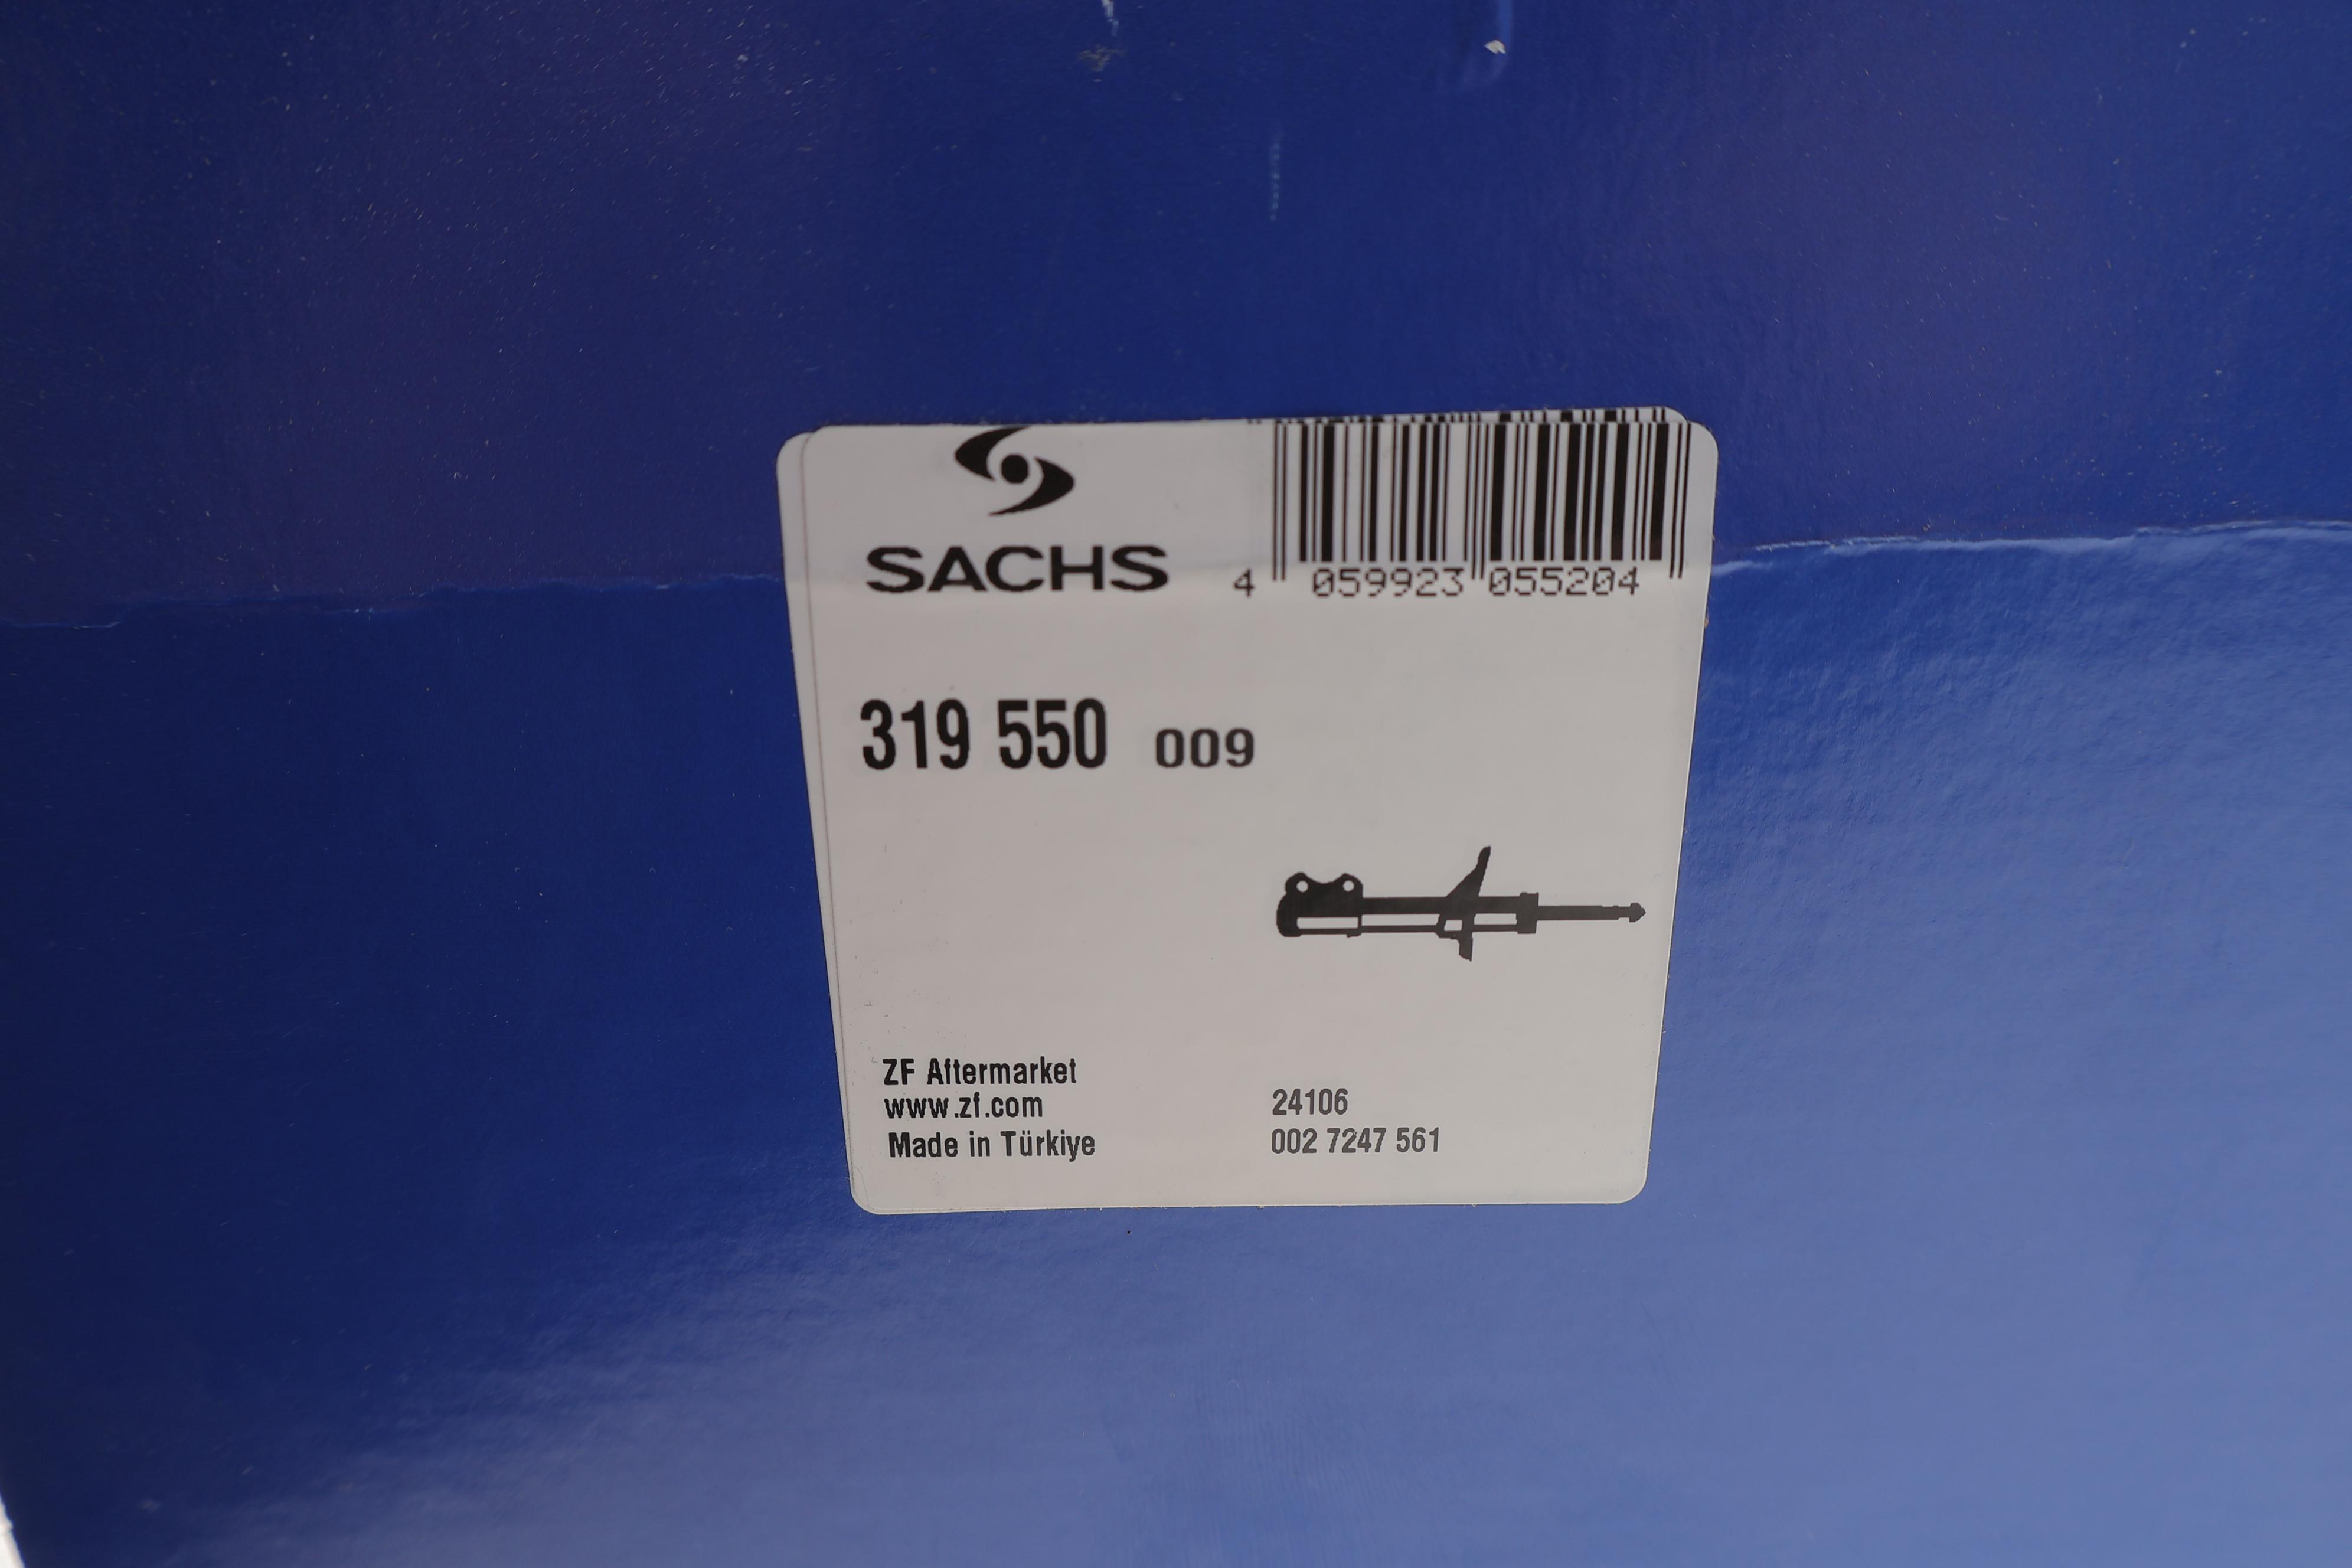 SACHS
4 059923 055204
319 550 009
ZF Aftermarket
www.zf.com
Made in Türkiye
24106
002 7247 561